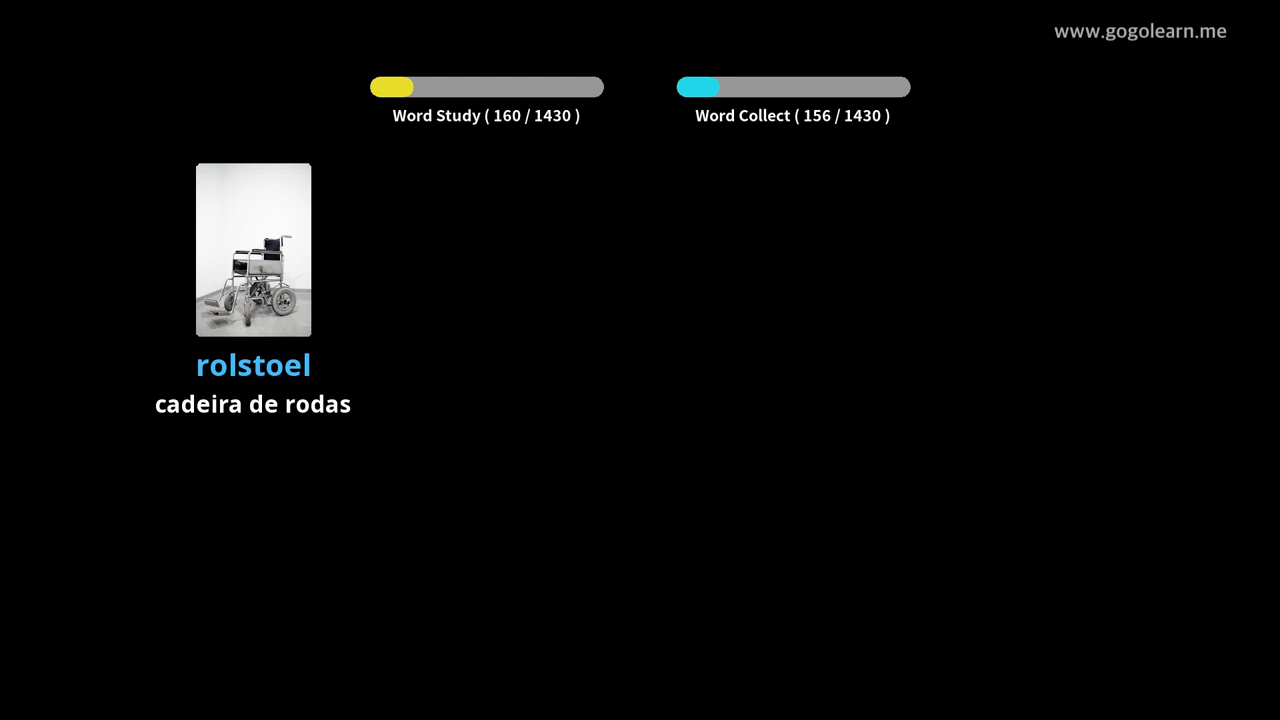 www.gogolearn.me
Word Study ( 160 / 1430 )
Word Collect ( 156 / 1430 )
rolstoel
cadeira de rodas